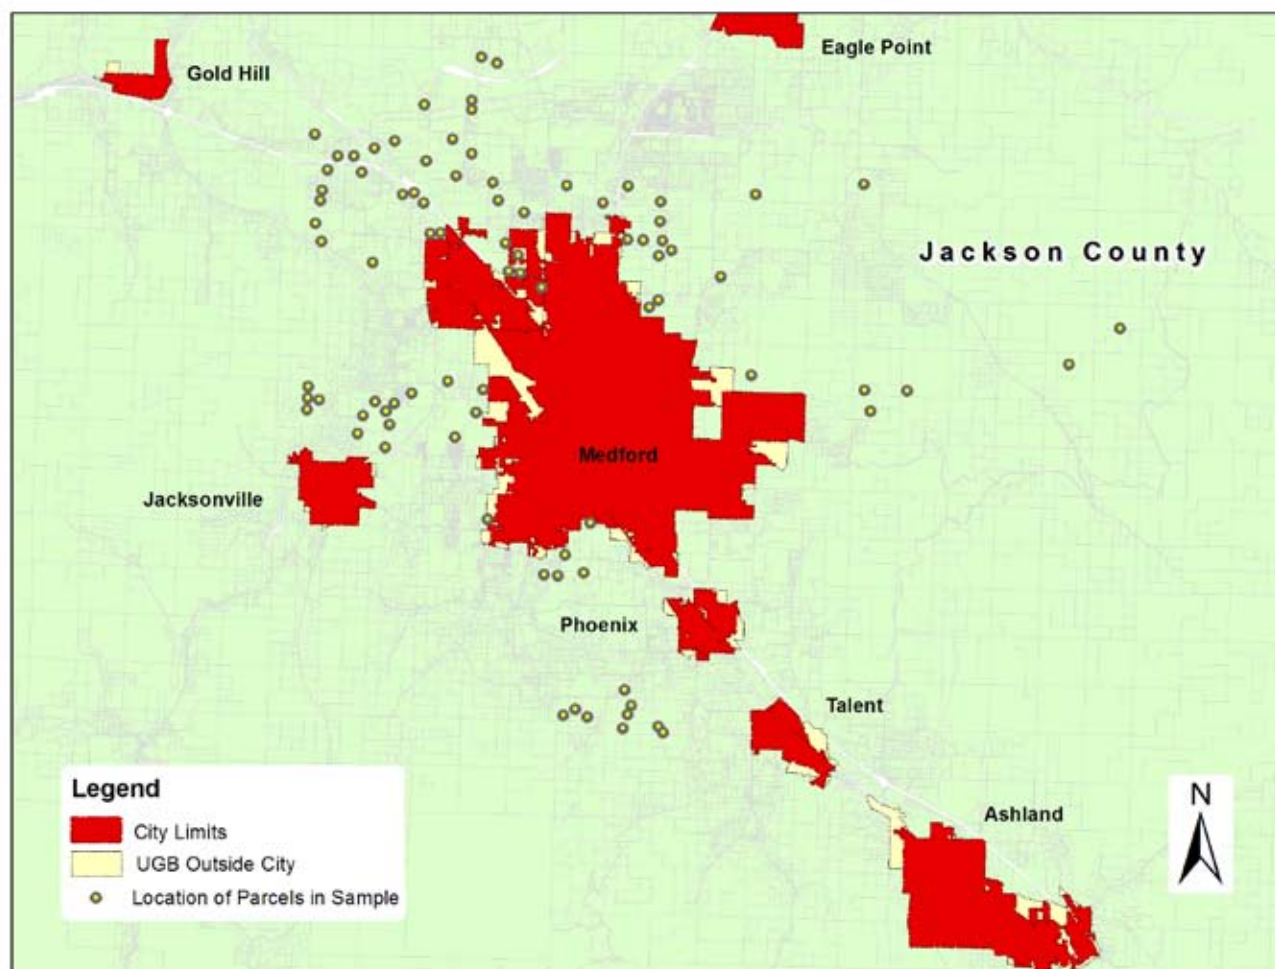 Eagle Point
Gold Hill
Jackson County
Medford
Jacksonville
Phoenix
Talent
Legend
City Limits
UGB Outside City
Location of Parcels in Sample
Ashland
N